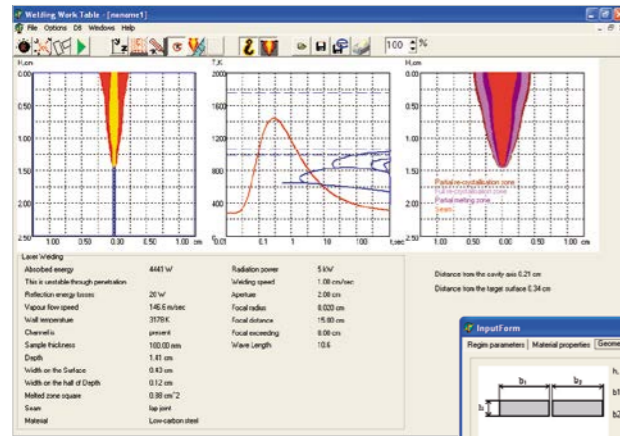 Welding Work Table - [noname1]
File Options DB Windows Help
100 %
H,cm
0.00
0.50
1.00
1.50
2.00
2.50
1.00 0.50 0.00 0.50 1.00 cm
T,K
2000
1600
1200
800
400
0.01 0.1 1 10 100 t,sec
H,cm
0.00
0.50
1.00
1.50
2.00
2.50
1.00 0.50 0.00 0.50 1.00 cm
Partial re-crystallisation zone
Full re-crystallisation zone
Partial melting zone
Seam
Laser Welding
Absorbed energy 4441 W
This is unstable through penetration
Reflection energy losses 20 W
Vapour flow speed 146.6 m/sec
Wall temperature 3178 K
Channel is present
Sample thickness 100.00 mm
Depth 1.41 cm
Width on the Surface 0.43 cm
Width on the half of Depth 0.12 cm
Melted zone square 0.38 cm^2
Seam lap joint
Material Low-carbon steel
Radiation power 5 kW
Welding speed 1.00 cm/sec
Aperture 2.00 cm
Focal radius 0.020 cm
Focal distance 15.00 cm
Focal exceeding 0.00 cm
Wave Length 10.6
Distance from the cavity axis 0.21 cm
Distance from the target surface 0.34 cm
InputForm
Regim parameters Material properties Geome
b₁ b₂
h
h,
b1
b2